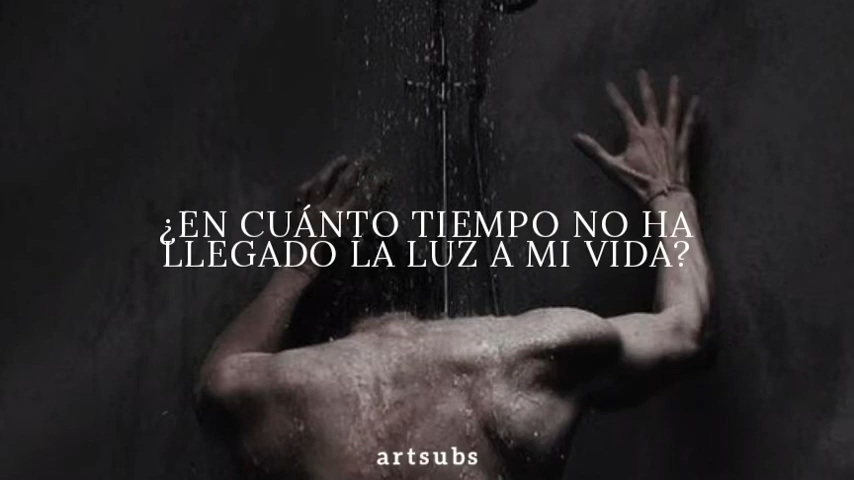 ¿EN CUÁNTO TIEMPO NO HA
LLEGADO LA LUZ A MI VIDA?
artsubs